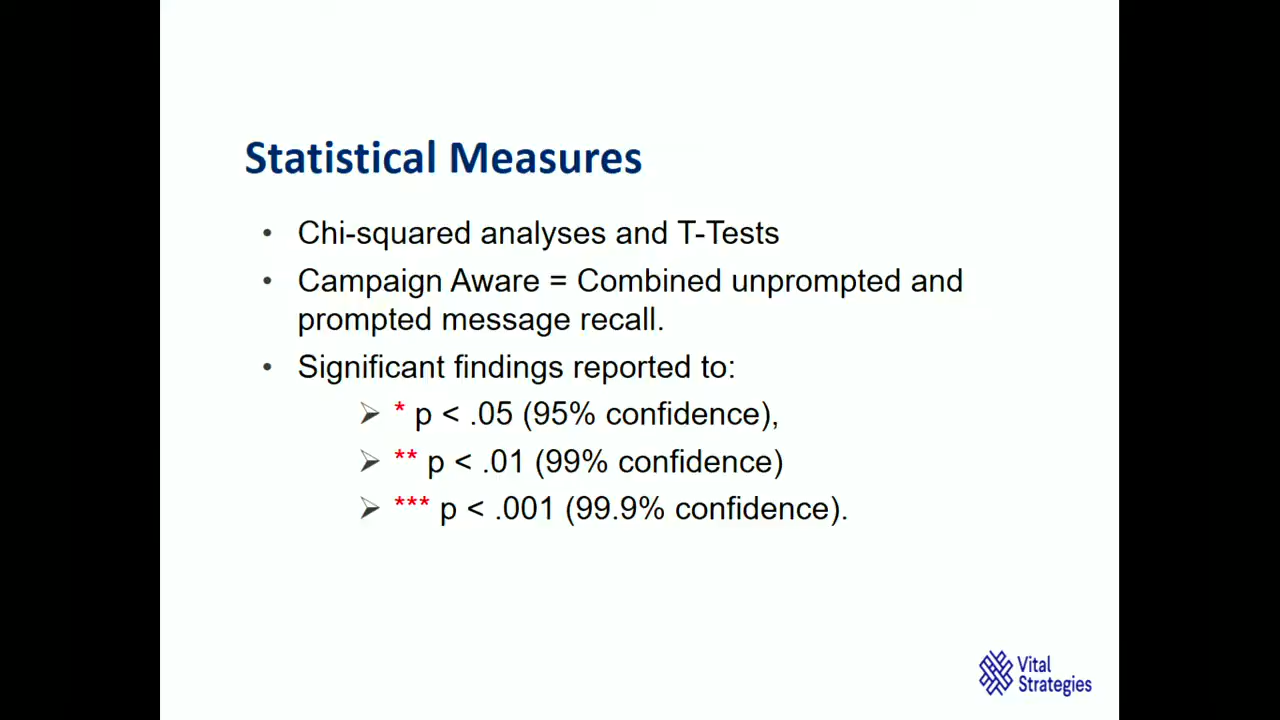 Statistical Measures
• Chi-squared analyses and T-Tests
• Campaign Aware = Combined unprompted and
prompted message recall.
• Significant findings reported to:
➢ * p < .05 (95% confidence),
➢ ** p < .01 (99% confidence)
➢ *** p < .001 (99.9% confidence).
Vital
Strategies